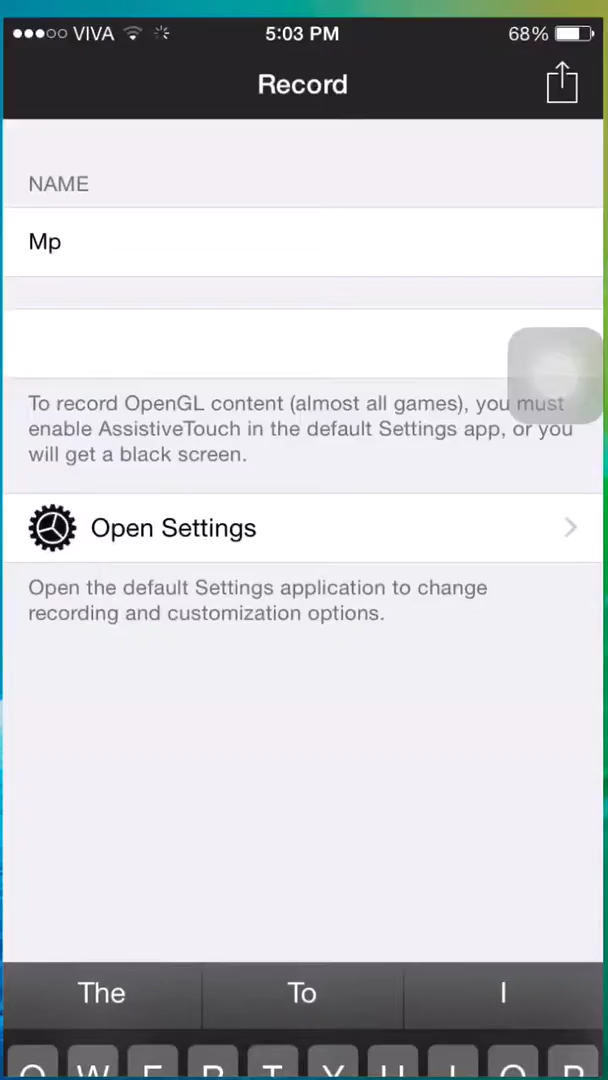 VIVA 5:03 PM 68%
Record
NAME
Mp
To record OpenGL content (almost all games), you must
enable AssistiveTouch in the default Settings app, or you
will get a black screen.
Open Settings
Open the default Settings application to change
recording and customization options.
The To I
Q W E R T Y U I O P